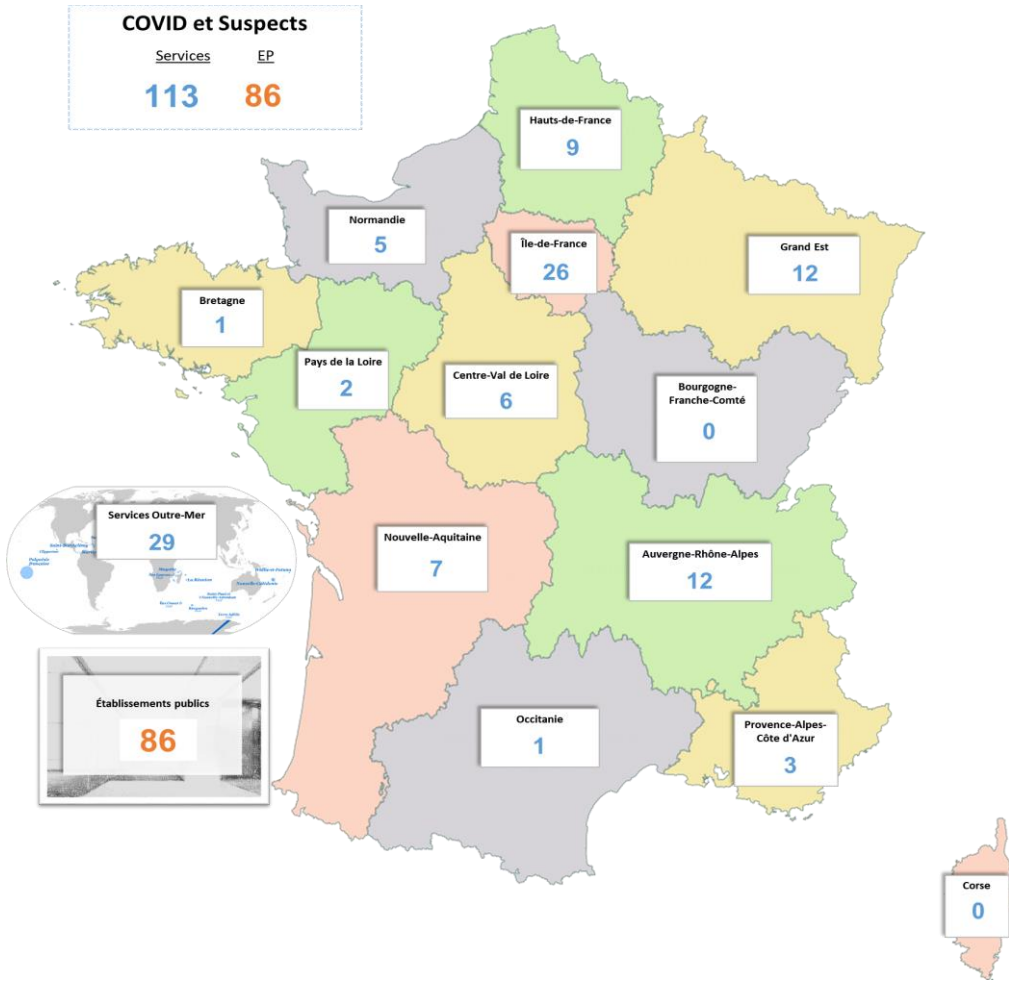 COVID et Suspects
Services EP
113 86
Hauts-de-France
9
Normandie
5
Île-de-France
26
Grand Est
12
Bretagne
1
Pays de la Loire
2
Centre-Val de Loire
6
Bourgogne-
Franche-Comté
0
Services Outre-Mer
29
Nouvelle-Aquitaine
7
Auvergne-Rhône-Alpes
12
Établissements publics
86
Occitanie
1
Provence-Alpes-
Côte d'Azur
3
Corse
0